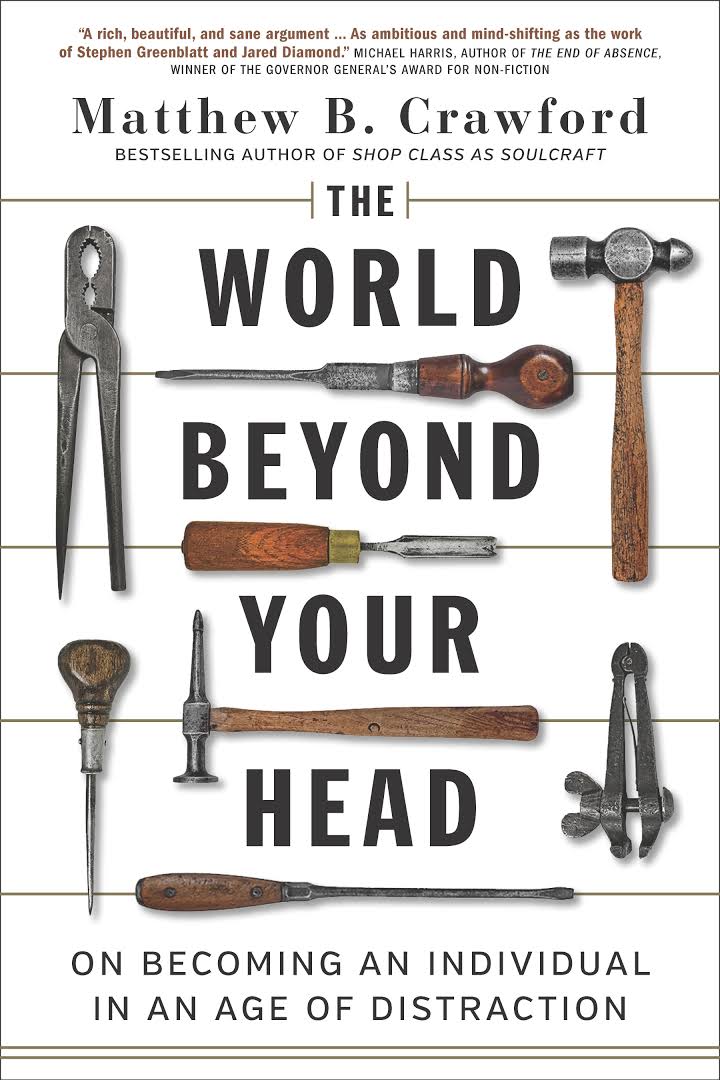 “A rich, beautiful, and sane argument ... As ambitious and mind-shifting as the work
of Stephen Greenblatt and Jared Diamond.” MICHAEL HARRIS, AUTHOR OF THE END OF ABSENCE,
WINNER OF THE GOVERNOR GENERAL’S AWARD FOR NON-FICTION
Matthew B. Crawford
BESTSELLING AUTHOR OF SHOP CLASS AS SOULCRAFT
THE
WORLD
BEYOND
YOUR
HEAD
ON BECOMING AN INDIVIDUAL
IN AN AGE OF DISTRACTION